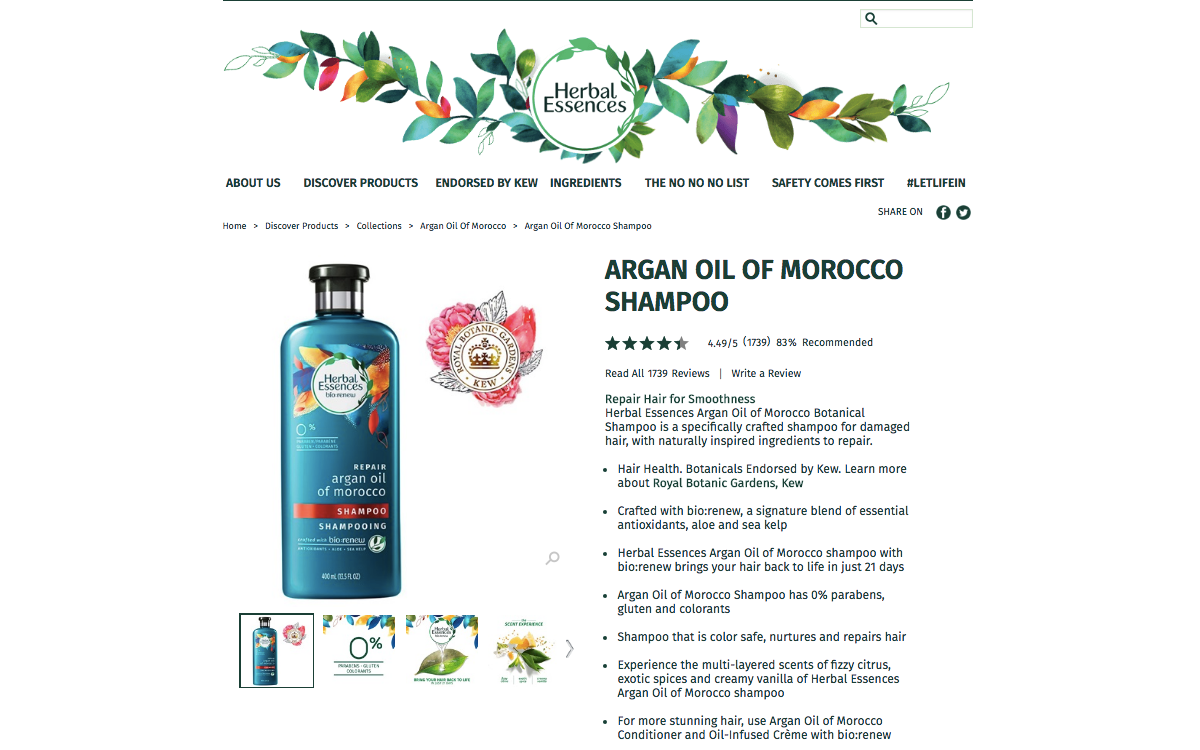 Herbal
Essences
ABOUT US
DISCOVER PRODUCTS
ENDORSED BY KEW
INGREDIENTS
THE NO NO NO LIST
SAFETY COMES FIRST
#LETLIFEIN
SHARE ON
Home > Discover Products > Collections > Argan Oil Of Morocco > Argan Oil Of Morocco Shampoo
Herbal
Essences
bio:renew
0%
PARABENS
GLUTEN · COLORANTS
REPAIR
argan oil
of morocco
SHAMPOO
SHAMPOOING
crafted with bio:renew
ANTIOXIDANTS · ALOE · SEA KELP
400 mL (13.5 FL OZ)
ROYAL BOTANIC GARDENS
KEW
0%
PARABENS · GLUTEN
COLORANTS
Herbal
Essences
BRING YOUR HAIR BACK TO LIFE
THE
SCENT EXPERIENCE
ARGAN OIL OF MOROCCO
SHAMPOO
4.49/5 (1739) 83% Recommended
Read All 1739 Reviews | Write a Review
Repair Hair for Smoothness
Herbal Essences Argan Oil of Morocco Botanical
Shampoo is a specifically crafted shampoo for damaged
hair, with naturally inspired ingredients to repair.
• Hair Health. Botanicals Endorsed by Kew. Learn more
about Royal Botanic Gardens, Kew
• Crafted with bio:renew, a signature blend of essential
antioxidants, aloe and sea kelp
• Herbal Essences Argan Oil of Morocco shampoo with
bio:renew brings your hair back to life in just 21 days
• Argan Oil of Morocco Shampoo has 0% parabens,
gluten and colorants
• Shampoo that is color safe, nurtures and repairs hair
• Experience the multi-layered scents of fizzy citrus,
exotic spices and creamy vanilla of Herbal Essences
Argan Oil of Morocco shampoo
• For more stunning hair, use Argan Oil of Morocco
Conditioner and Oil-Infused Crème with bio:renew